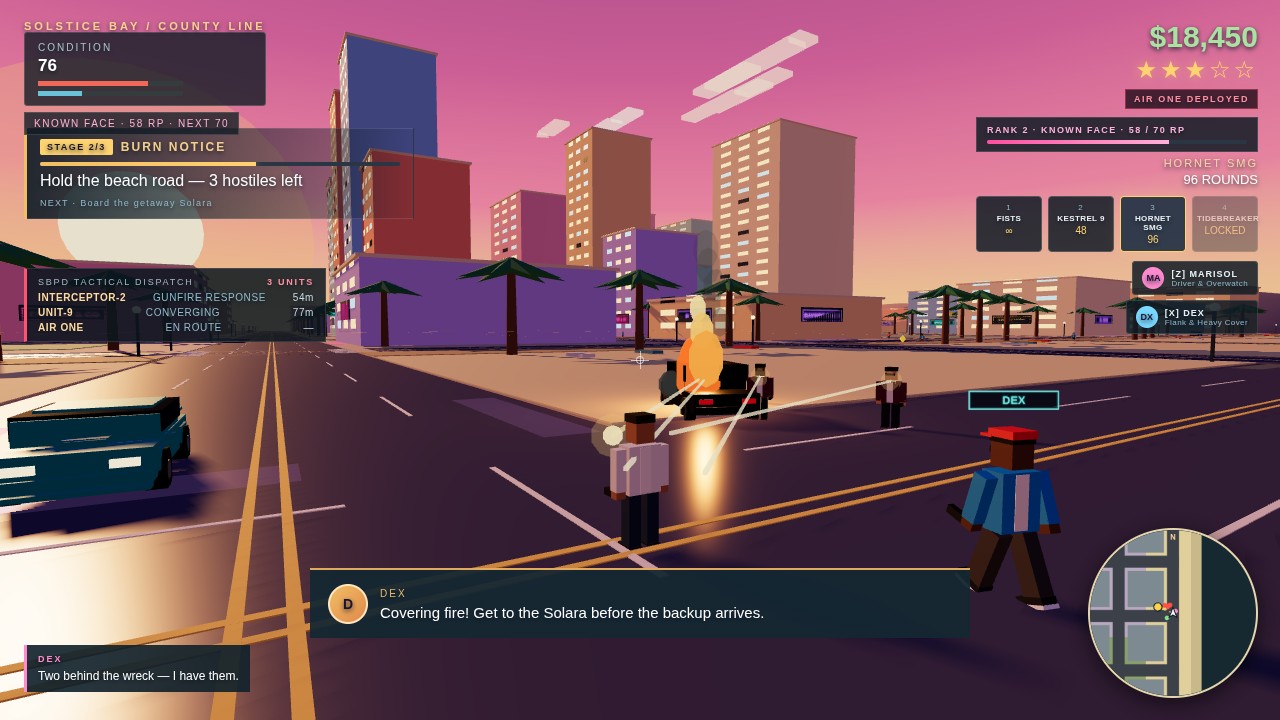 SOLSTICE BAY / COUNTY LINE
CONDITION
76
KNOWN FACE · 58 RP · NEXT 70
STAGE 2/3 BURN NOTICE
Hold the beach road — 3 hostiles left
NEXT · Board the getaway Solara
SBPD TACTICAL DISPATCH 3 UNITS
INTERCEPTOR-2 GUNFIRE RESPONSE 54m
UNIT-9 CONVERGING 77m
AIR ONE EN ROUTE —
$18,450
★★★☆☆
AIR ONE DEPLOYED
RANK 2 · KNOWN FACE · 58 / 70 RP
HORNET SMG
96 ROUNDS
1 FISTS ∞
2 KESTREL 9 48
3 HORNET SMG 96
4 TIDEBREAKER LOCKED
MA [Z] MARISOL
Driver & Overwatch
DX [X] DEX
Flank & Heavy Cover
DEX
D
DEX
Covering fire! Get to the Solara before the backup arrives.
DEX
Two behind the wreck — I have them.
N